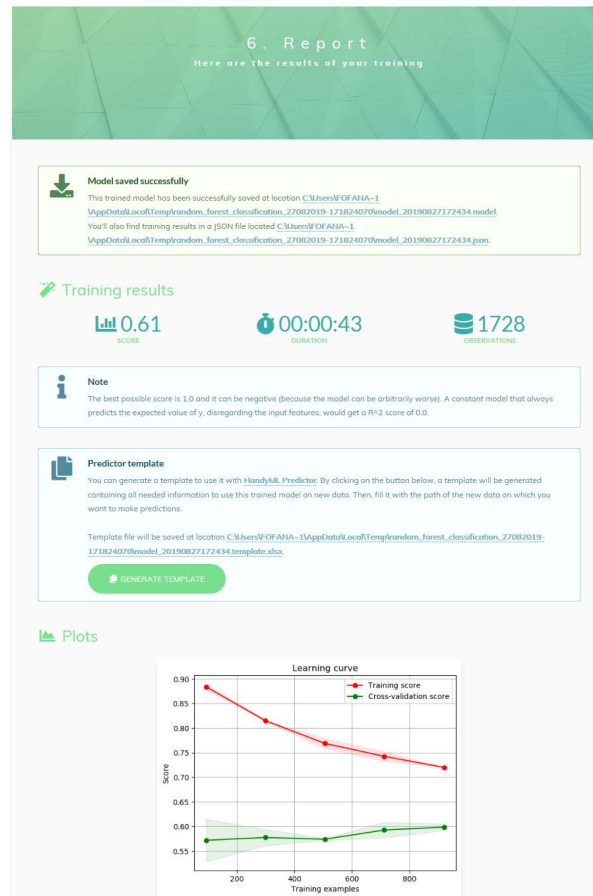 6. Report
Here are the results of your training
Model saved successfully
This trained model has been successfully saved at location C:\Users\FOFANA~1
\AppData\Local\Temp\random_forest_classification_27082019-171824070\model_20190827172434.model.
You'll also find training results in a JSON file located C:\Users\FOFANA~1
\AppData\Local\Temp\random_forest_classification_27082019-171824070\model_20190827172434.json.
Training results
0.61 00:00:43 1728
SCORE DURATION OBSERVATIONS
Note
The best possible score is 1.0 and it can be negative (because the model can be arbitrarily worse). A constant model that always
predicts the expected value of y, disregarding the input features, would get a R^2 score of 0.0.
Predictor template
You can generate a template to use it with HandyML Predictor. By clicking on the button below, a template will be generated
containing all needed information to use this trained model on new data. Then, fill it with the path of the new data on which you
want to make predictions.
Template file will be saved at location C:\Users\FOFANA~1\AppData\Local\Temp\random_forest_classification_27082019-
171824070\model_20190827172434.template.xlsx.
GENERATE TEMPLATE
Plots
Learning curve
Training score
Cross-validation score
0.90
0.85
0.80
0.75
0.70
0.65
0.60
0.55
Score
200 400 600 800
Training examples